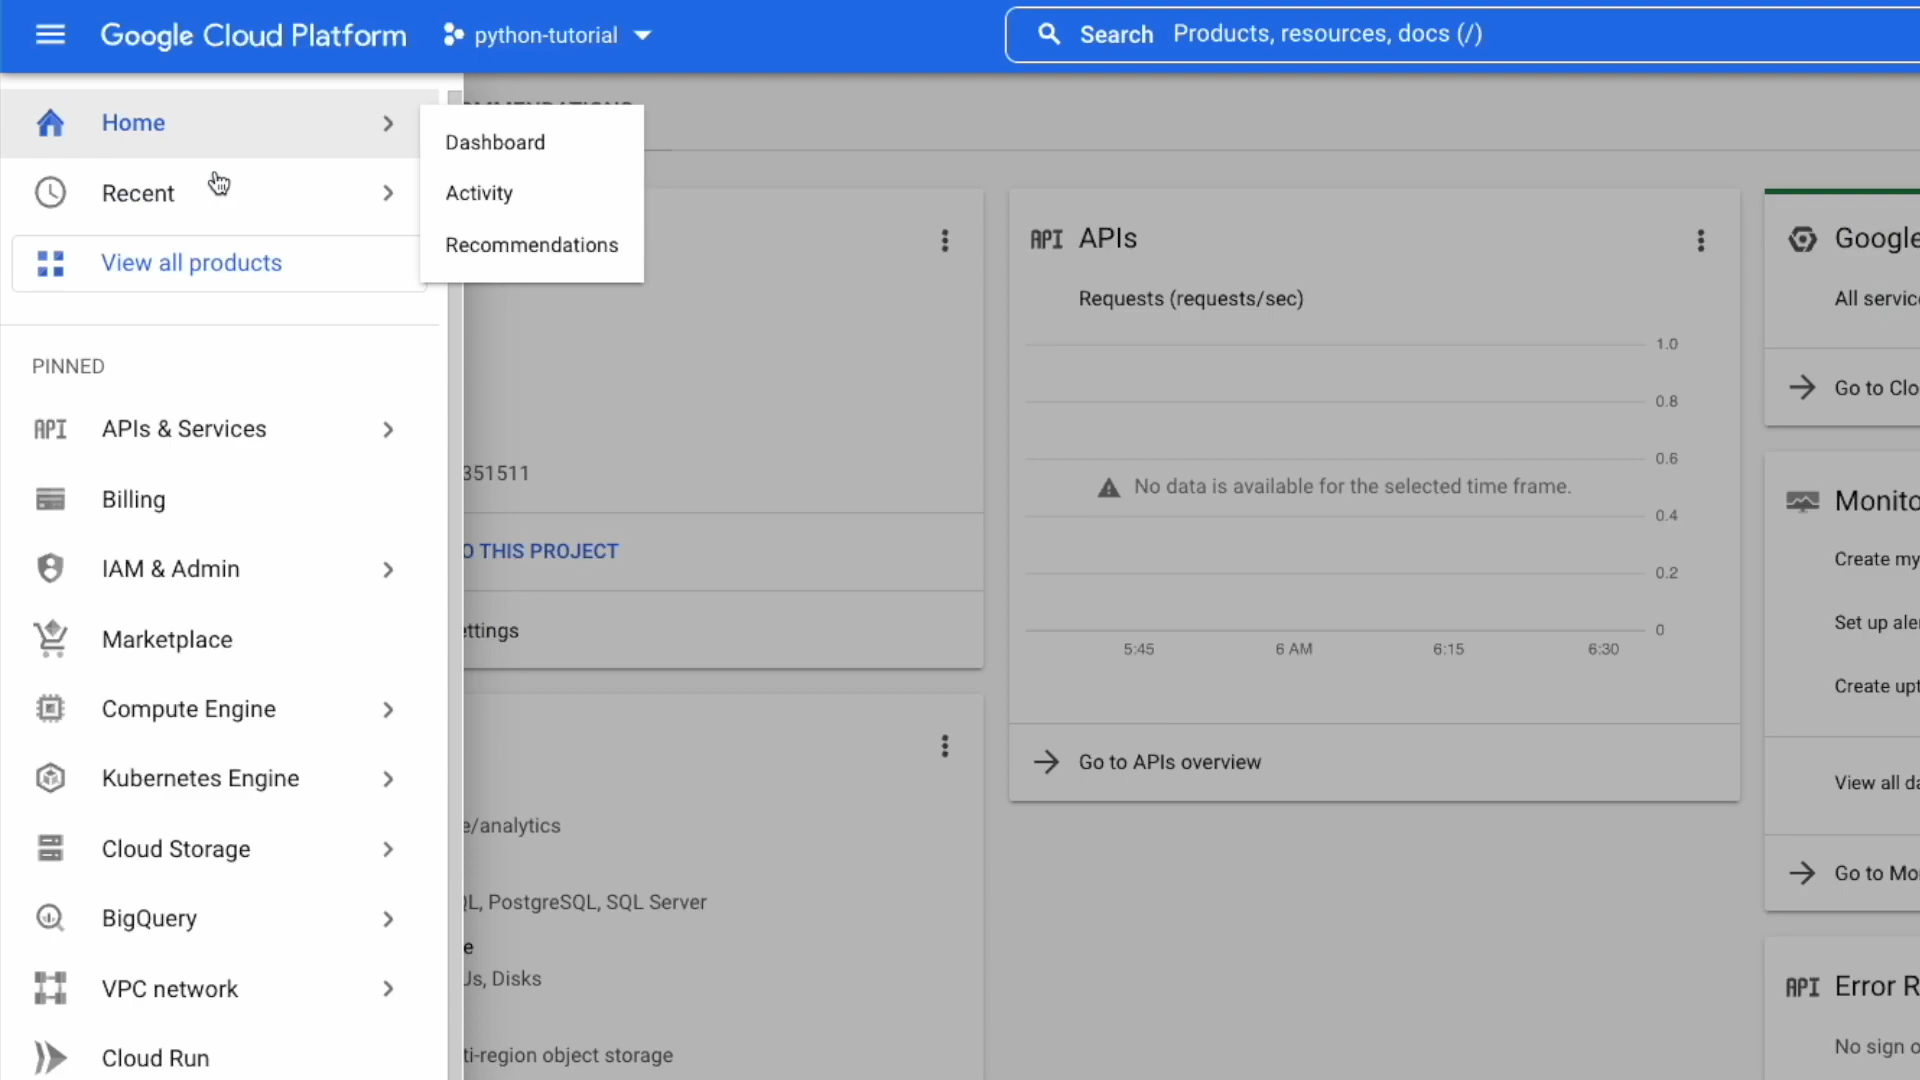 Google Cloud Platform
python-tutorial
Search Products, resources, docs (/)
Home
Recent
View all products
PINNED
API APIs & Services
Billing
IAM & Admin
Marketplace
Compute Engine
Kubernetes Engine
Cloud Storage
BigQuery
VPC network
Cloud Run
Dashboard
Activity
Recommendations
351511
O THIS PROJECT
ettings
e/analytics
QL, PostgreSQL, SQL Server
e
Us, Disks
ti-region object storage
API APIs
Requests (requests/sec)
1.0
0.8
0.6
No data is available for the selected time frame.
0.4
0.2
0
5:45 6 AM 6:15 6:30
Go to APIs overview
Google
All servic
Go to Clo
Monito
Create my
Set up aler
Create upt
View all da
Go to Mo
API Error R
No sign o